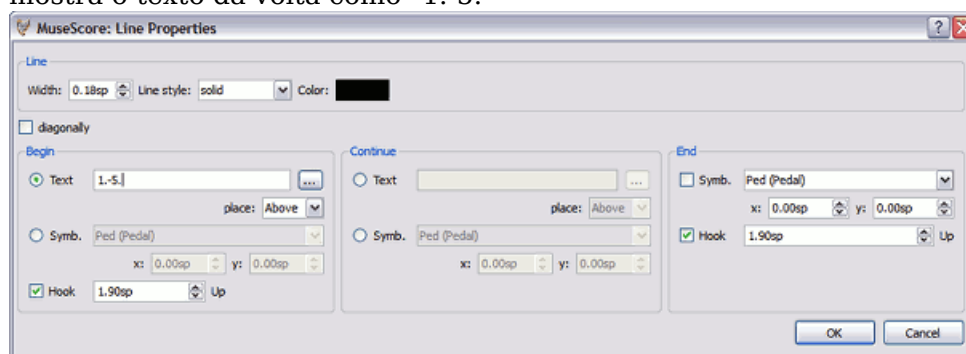 mostra o texto da volta como "1.-5."
MuseScore: Line Properties
Line
Width: 0.18sp Line style: solid Color:
diagonally
Begin Continue End
Text 1.-5. ... Text ... Symb. Ped (Pedal)
place: Above place: Above x: 0.00sp y: 0.00sp
Symb. Ped (Pedal) Symb. Ped (Pedal) Hook 1.90sp Up
x: 0.00sp y: 0.00sp x: 0.00sp y: 0.00sp
Hook 1.90sp Up
OK Cancel